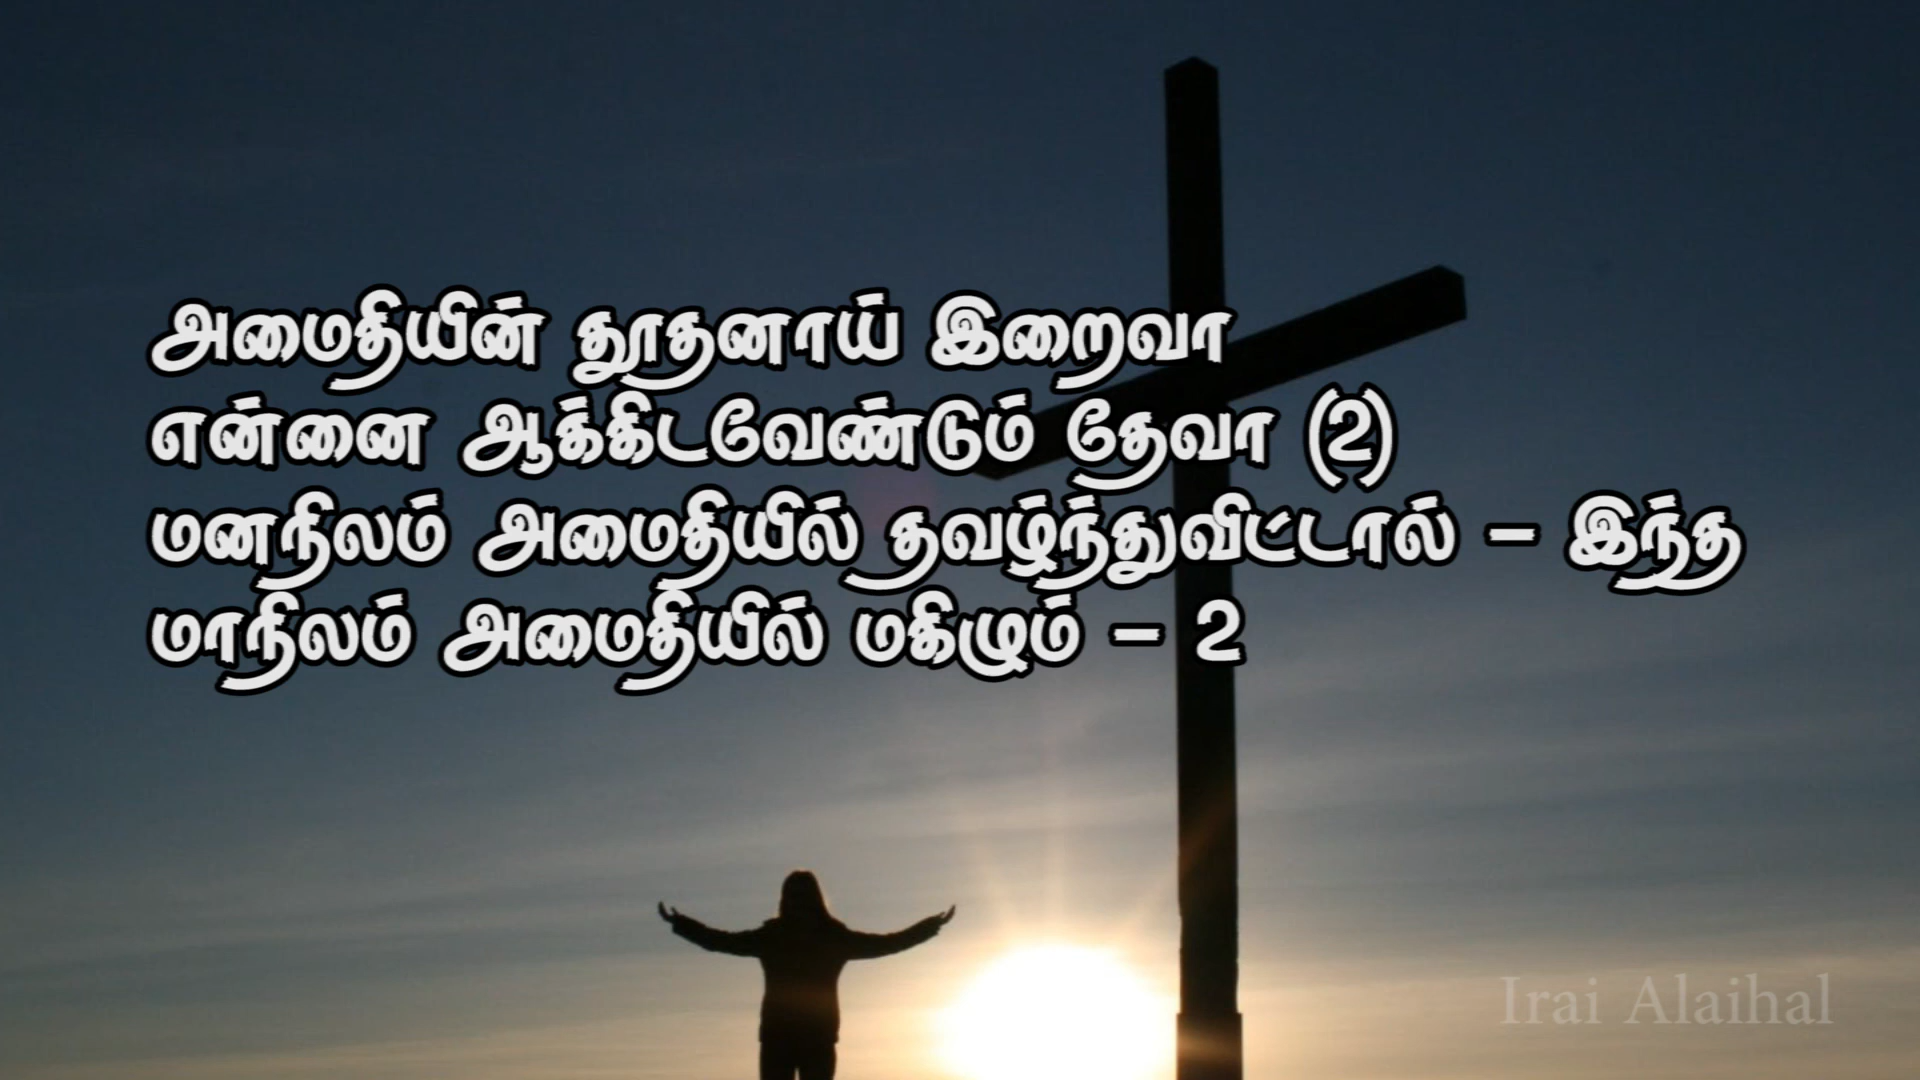 அமைதியின் தூதனாய் இறைவா
என்னை ஆக்கிடவேண்டும் தேவா (2)
மனநிலம் அமைதியில் தவழ்ந்துவிட்டால் – இந்த
மாநிலம் அமைதியில் மகிழும் – 2
Irai Alaihal